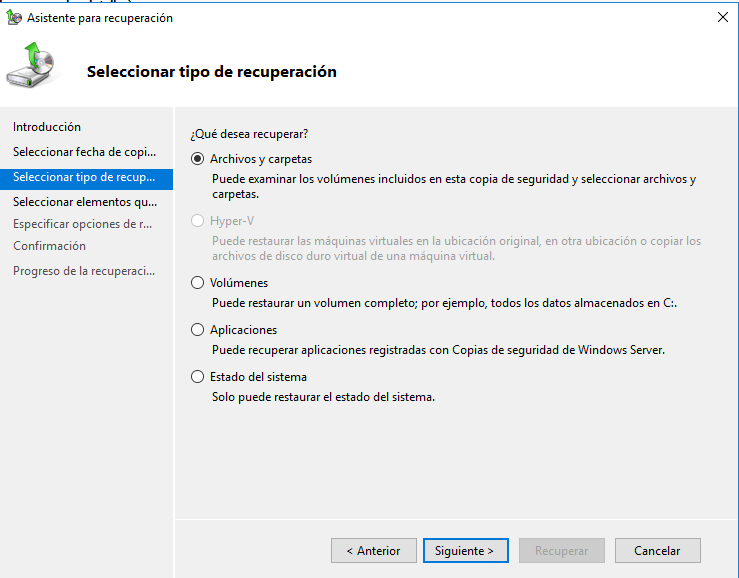 Asistente para recuperación
Seleccionar tipo de recuperación
Introducción
Seleccionar fecha de copi...
Seleccionar tipo de recup...
Seleccionar elementos qu...
Especificar opciones de r...
Confirmación
Progreso de la recuperaci...
¿Qué desea recuperar?
Archivos y carpetas
Puede examinar los volúmenes incluidos en esta copia de seguridad y seleccionar archivos y
carpetas.
Hyper-V
Puede restaurar las máquinas virtuales en la ubicación original, en otra ubicación o copiar los
archivos de disco duro virtual de una máquina virtual.
Volúmenes
Puede restaurar un volumen completo; por ejemplo, todos los datos almacenados en C:.
Aplicaciones
Puede recuperar aplicaciones registradas con Copias de seguridad de Windows Server.
Estado del sistema
Solo puede restaurar el estado del sistema.
< Anterior
Siguiente >
Recuperar
Cancelar